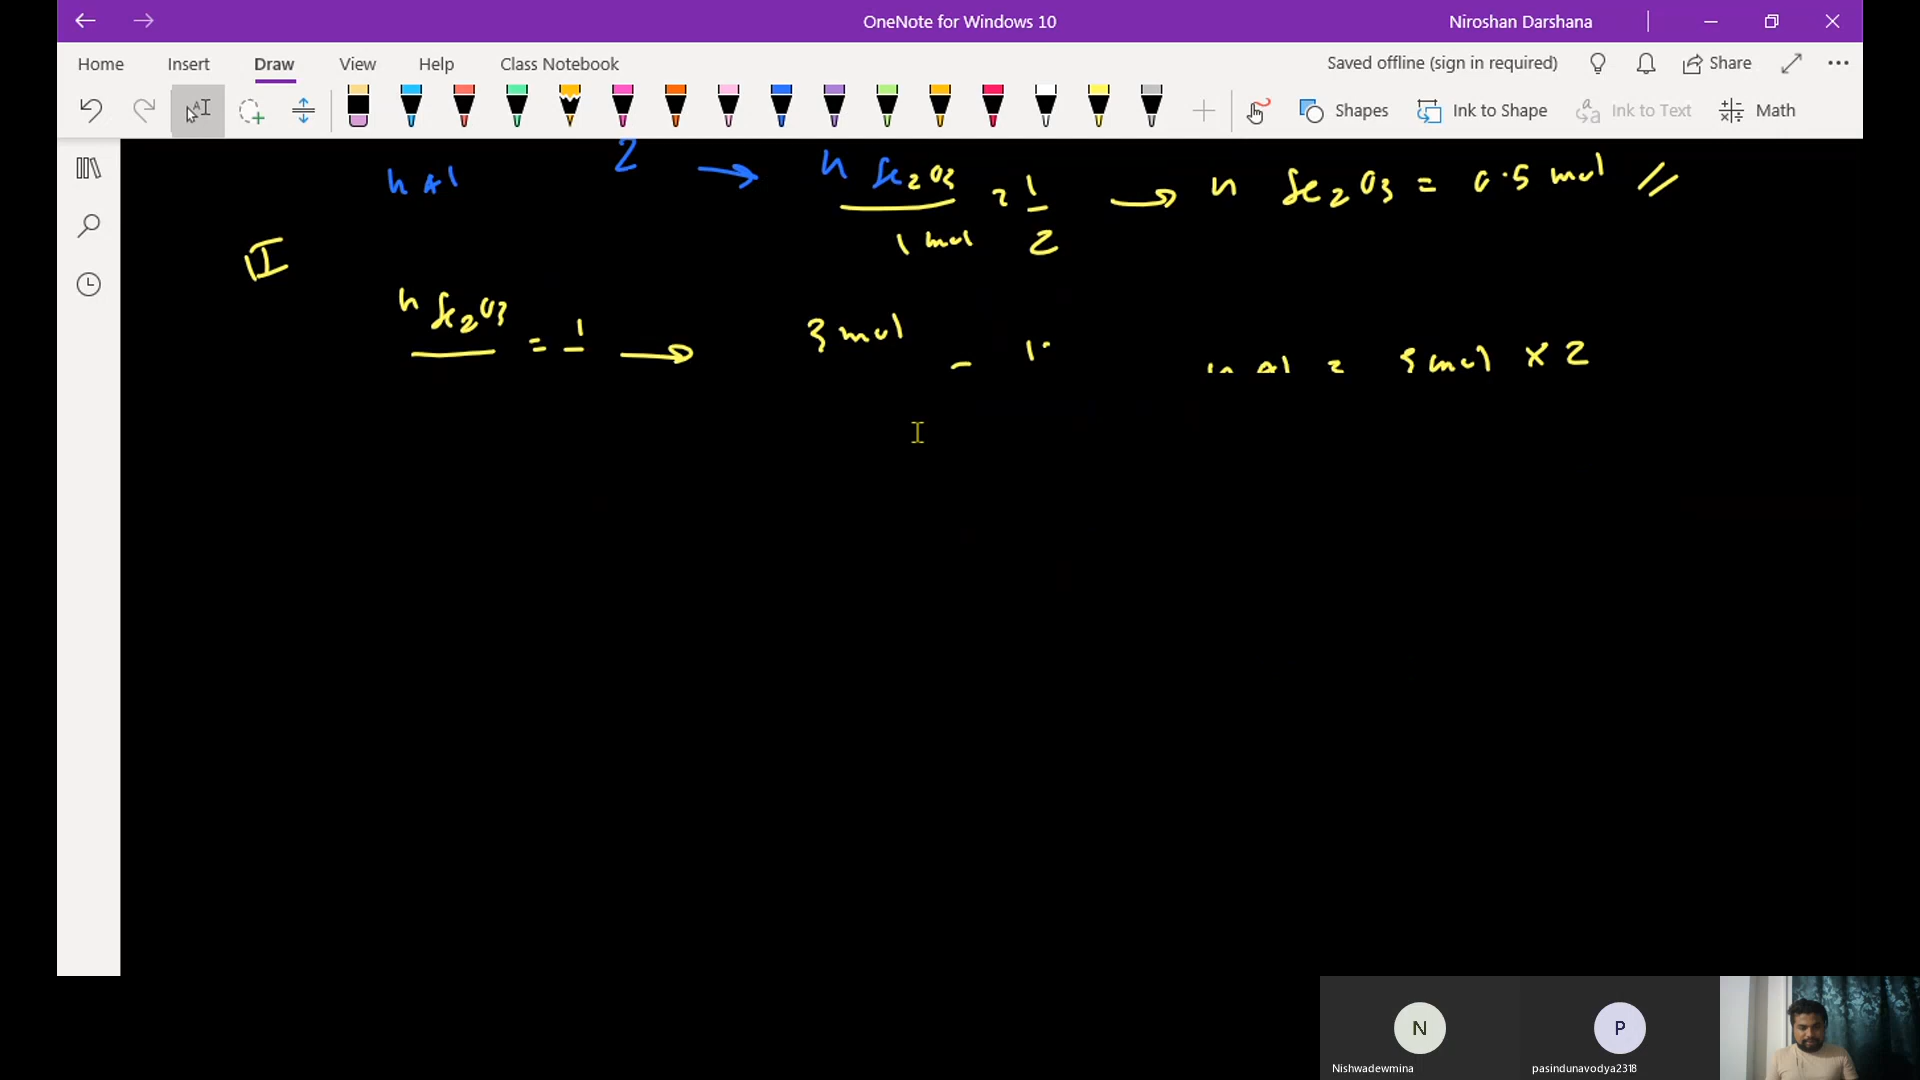 OneNote for Windows 10 Niroshan Darshana
Home Insert Draw View Help Class Notebook Saved offline (sign in required) Share
Shapes Ink to Shape Ink to Text Math
n Al 2 → n Fe2O3 = 1 → n Fe2O3 = 0.5 mol //
1 mol 2
II
n Fe2O3 = 1 → 3 mol = n Al = 3 mol × 2
N P
Nishwadewmina pasindunavodya2318